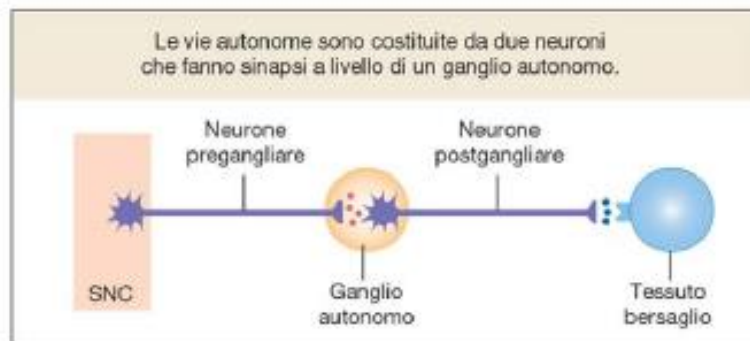 Le vie autonome sono costituite da due neuroni
che fanno sinapsi a livello di un ganglio autonomo.
Neurone
pregangliare
Neurone
postgangliare
SNC
Ganglio
autonomo
Tessuto
bersaglio